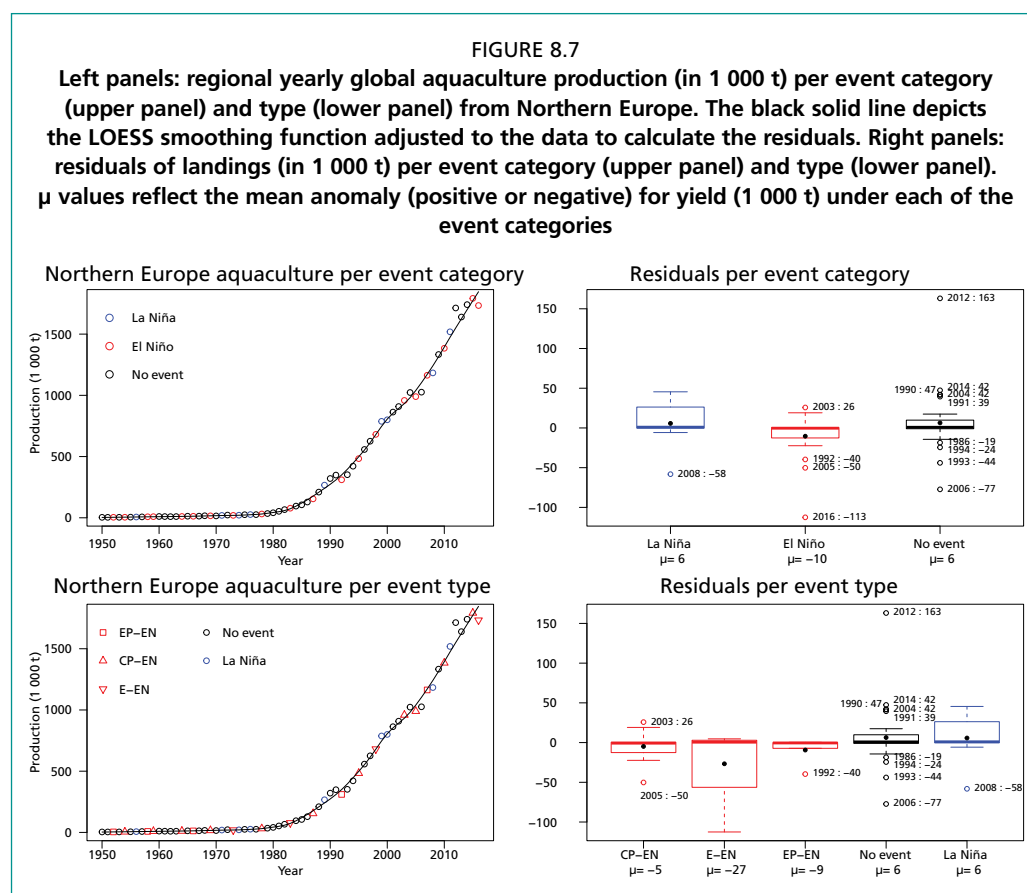 FIGURE 8.7
Left panels: regional yearly global aquaculture production (in 1 000 t) per event category
(upper panel) and type (lower panel) from Northern Europe. The black solid line depicts
the LOESS smoothing function adjusted to the data to calculate the residuals. Right panels:
residuals of landings (in 1 000 t) per event category (upper panel) and type (lower panel).
µ values reflect the mean anomaly (positive or negative) for yield (1 000 t) under each of the
event categories
Northern Europe aquaculture per event category
Production (1 000 t)
1500
1000
500
0
La Niña
El Niño
No event
1950 1960 1970 1980 1990 2000 2010
Year
Residuals per event category
150
100
50
0
−50
−100
2012 : 163
2014 : 42
1990 : 47
2004 : 42
1991 : 39
2003 : 26
1986 : −19
1994 : −24
1992 : −40
1993 : −44
2005 : −50
2008 : −58
2006 : −77
2016 : −113
La Niña El Niño No event
µ= 6 µ= −10 µ= 6
Northern Europe aquaculture per event type
Production (1 000 t)
1500
1000
500
0
EP−EN No event
CP−EN La Niña
E−EN
1950 1960 1970 1980 1990 2000 2010
Year
Residuals per event type
150
100
50
0
−50
−100
2012 : 163
2014 : 42
1990 : 47
2004 : 42
1991 : 39
2003 : 26
1986 : −19
1994 : −24
1992 : −40
1993 : −44
2005 : −50
2008 : −58
2006 : −77
CP−EN E−EN EP−EN No event La Niña
µ= −5 µ= −27 µ= −9 µ= 6 µ= 6